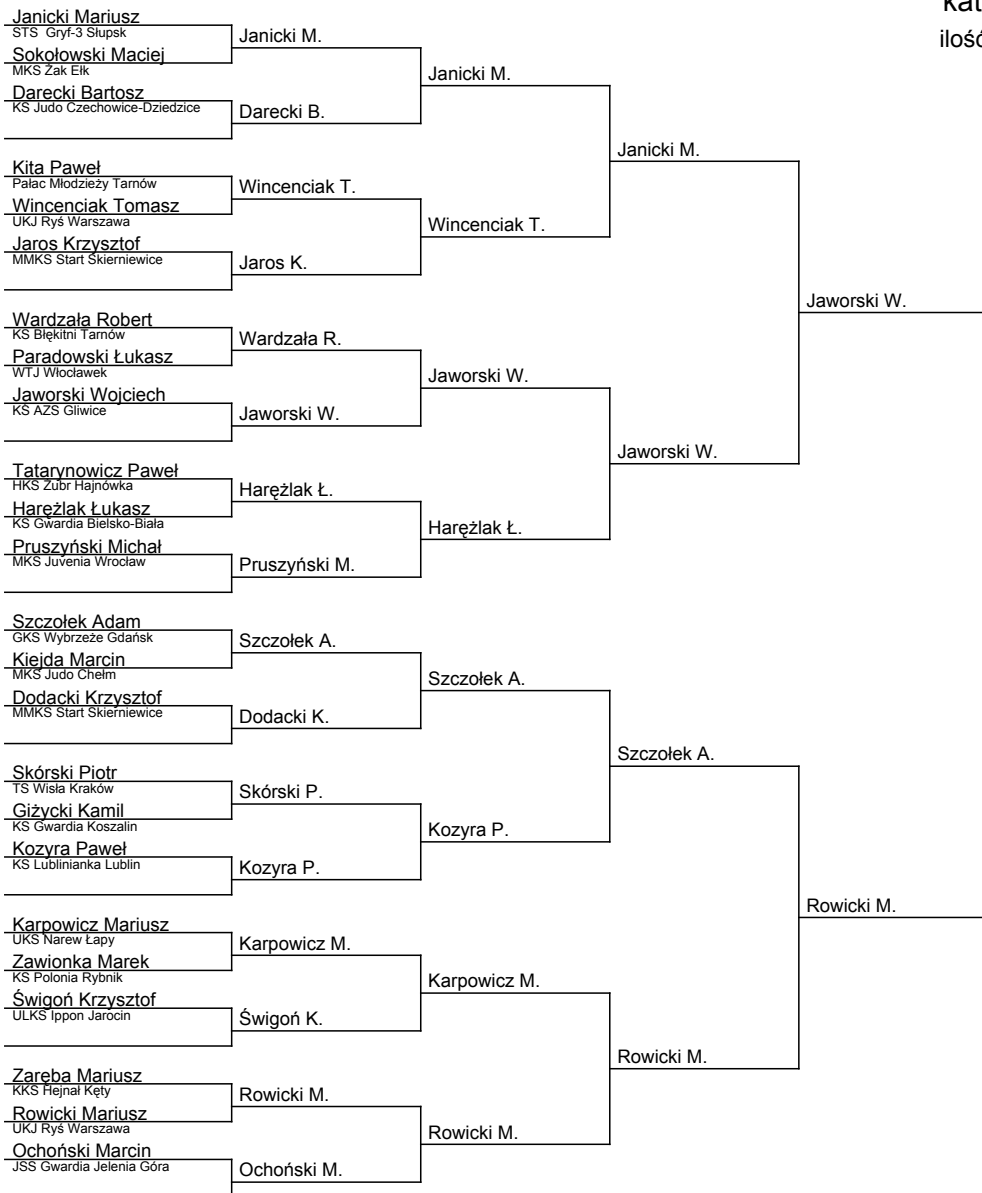 Janicki Mariusz
STS Gryf-3 Słupsk
Sokołowski Maciej
MKS Żak Ełk
Darecki Bartosz
KS Judo Czechowice-Dziedzice
Kita Paweł
Pałac Młodzieży Tarnów
Wincenciak Tomasz
UKJ Ryś Warszawa
Jaros Krzysztof
MMKS Start Skierniewice
Wardzała Robert
KS Błękitni Tarnów
Paradowski Łukasz
WTJ Włocławek
Jaworski Wojciech
KŚ AZS Gliwice
Tatarynowicz Paweł
HKS Żubr Hajnówka
Harężlak Łukasz
KS Gwardia Bielsko-Biała
Pruszyński Michał
MKS Juvenia Wrocław
Szczołek Adam
GKS Wybrzeże Gdańsk
Kiejda Marcin
MKS Judo Chełm
Dodacki Krzysztof
MMKS Start Skierniewice
Skórski Piotr
TS Wisła Kraków
Giżycki Kamil
KS Gwardia Koszalin
Kozyra Paweł
KS Lublinianka Lublin
Karpowicz Mariusz
UKS Narew Łapy
Zawionka Marek
KS Polonia Rybnik
Świgoń Krzysztof
ULKS Ippon Jarocin
Zaręba Mariusz
KKS Hejnał Kęty
Rowicki Mariusz
UKJ Ryś Warszawa
Ochoński Marcin
JSS Gwardia Jelenia Góra
Janicki M.
Darecki B.
Wincenciak T.
Jaros K.
Wardzała R.
Jaworski W.
Harężlak Ł.
Pruszyński M.
Szczołek A.
Dodacki K.
Skórski P.
Kozyra P.
Karpowicz M.
Świgoń K.
Rowicki M.
Ochoński M.
Janicki M.
Wincenciak T.
Jaworski W.
Harężlak Ł.
Szczołek A.
Kozyra P.
Karpowicz M.
Rowicki M.
Janicki M.
Jaworski W.
Szczołek A.
Rowicki M.
Jaworski W.
Rowicki M.
kat
ilość